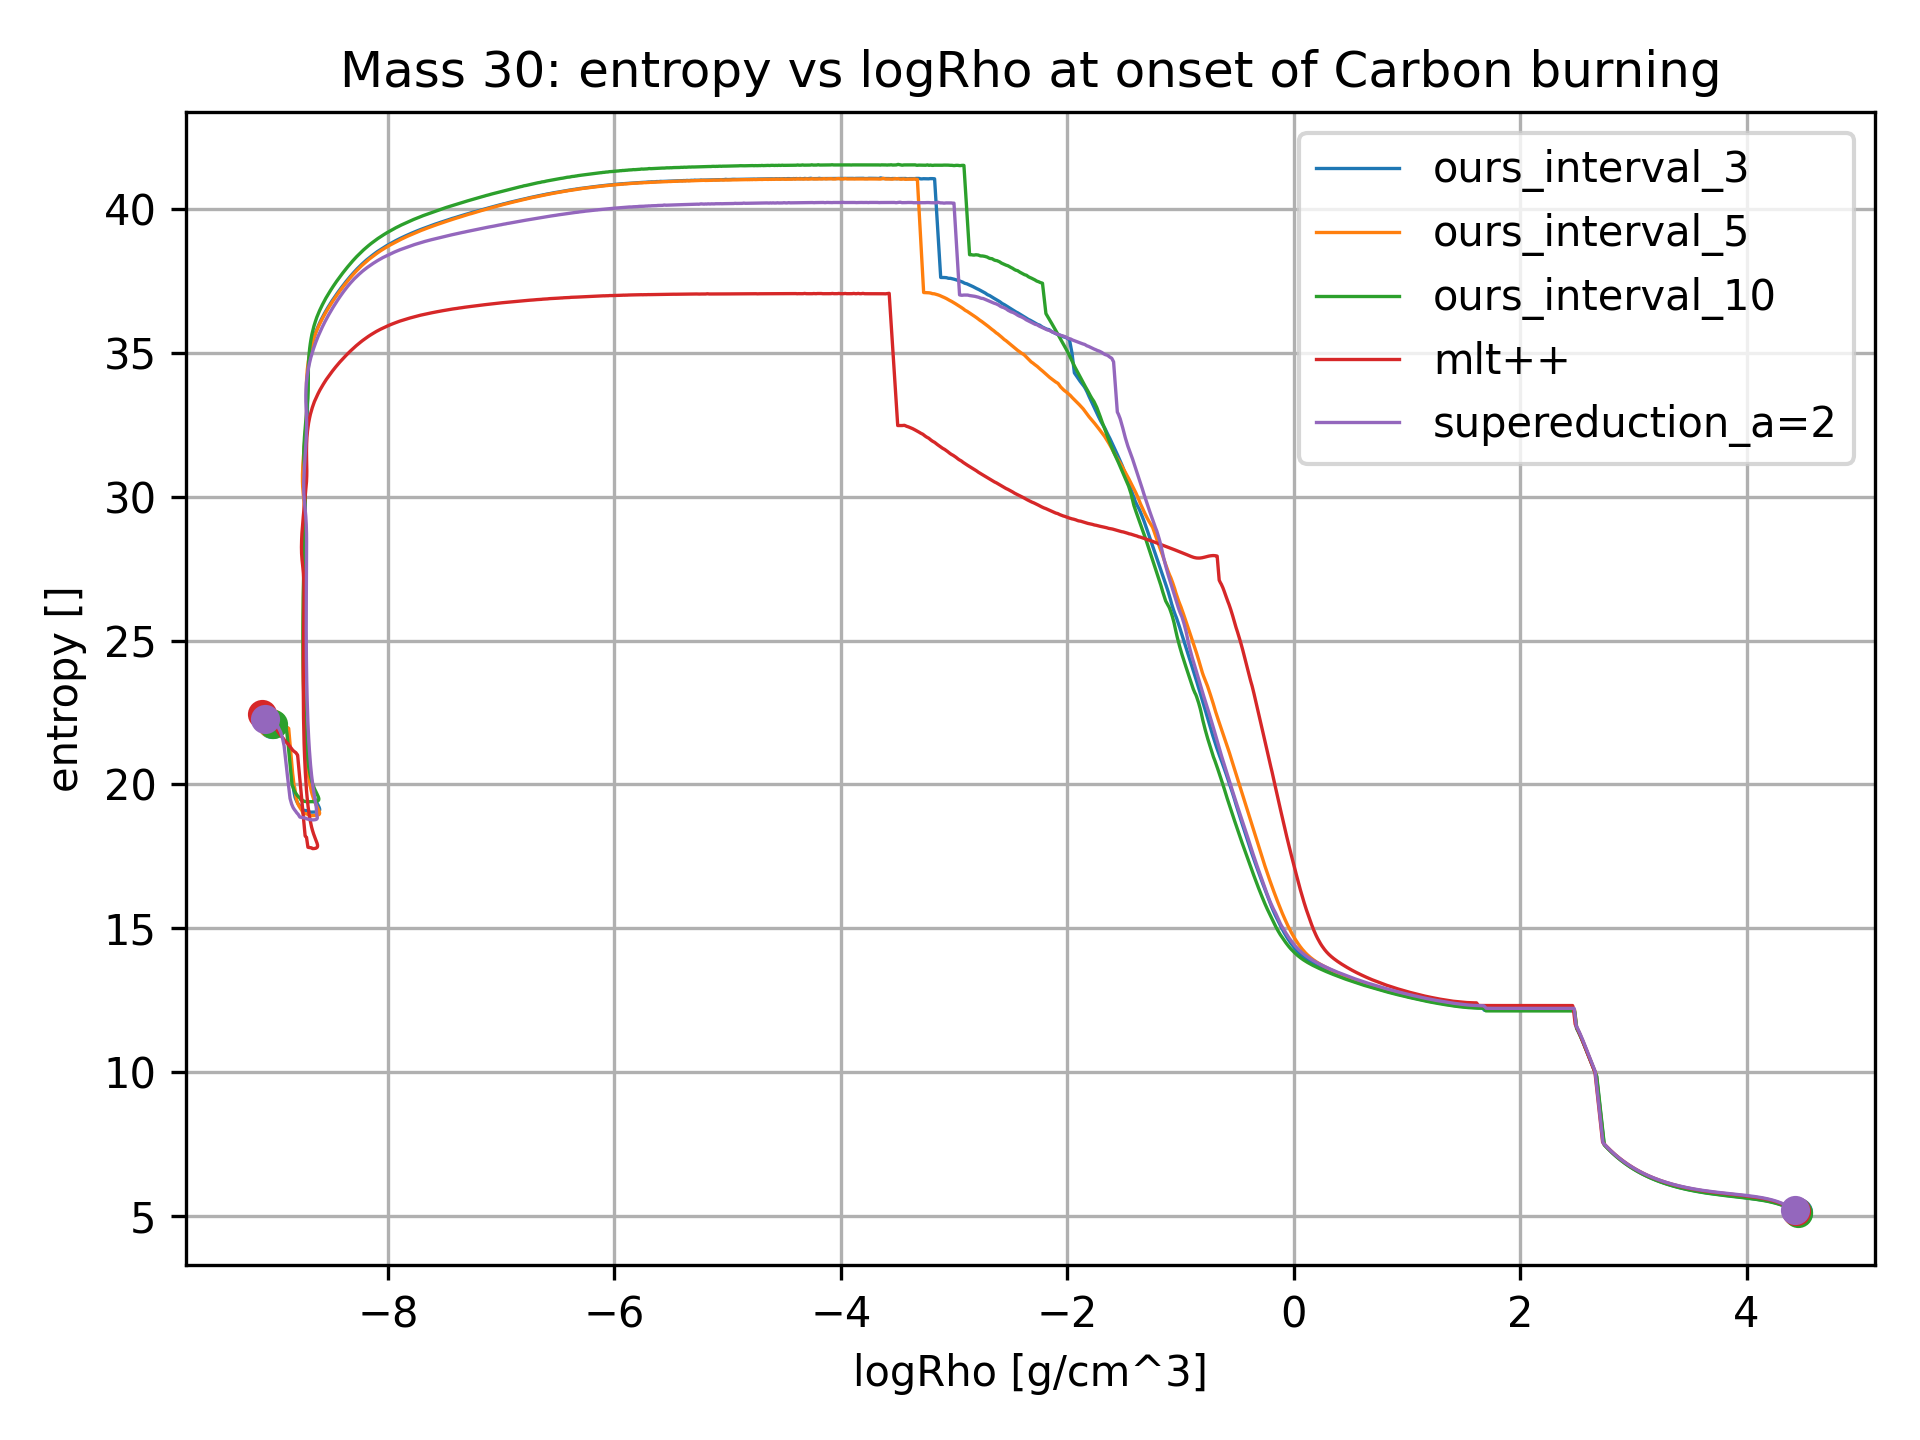 Mass 30: entropy vs logRho at onset of Carbon burning
ours_interval_3
ours_interval_5
ours_interval_10
mlt++
supereduction_a=2
entropy []
40
35
30
25
20
15
10
5
−8
−6
−4
−2
0
2
4
logRho [g/cm^3]